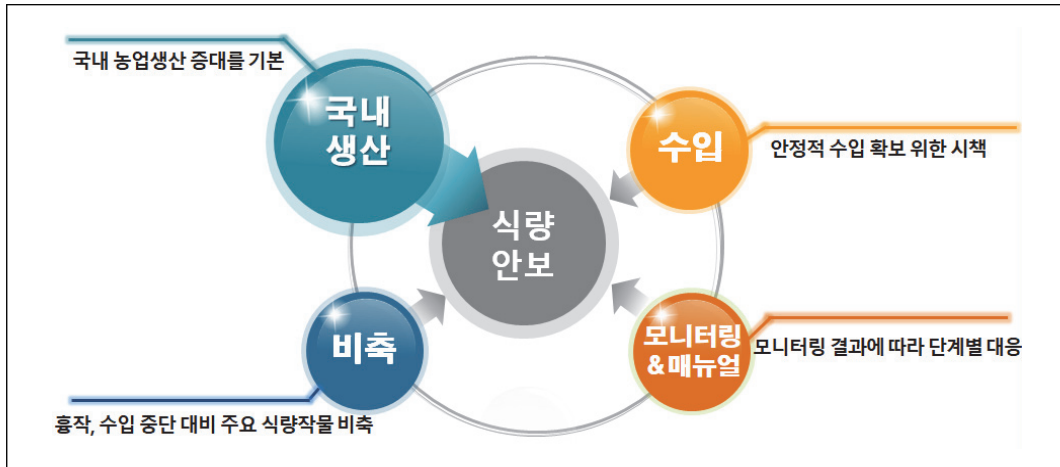 국내 농업생산 증대를 기본
국내
생산
수입
안정적 수입 확보 위한 시책
식량
안보
비축
흉작, 수입 중단 대비 주요 식량작물 비축
모니터링
&매뉴얼
모니터링 결과에 따라 단계별 대응